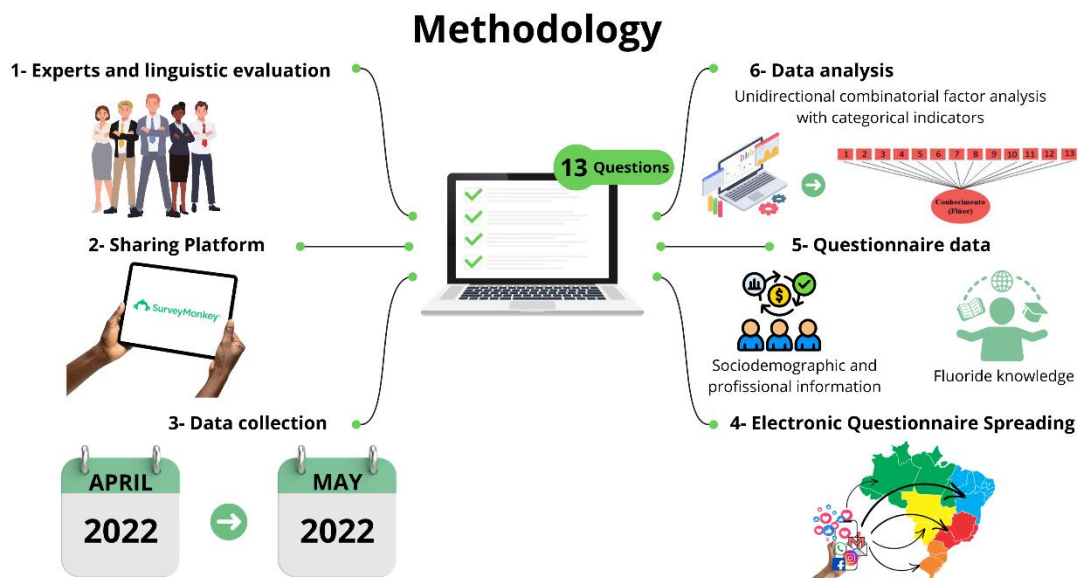 Methodology
1- Experts and linguistic evaluation
2- Sharing Platform
SurveyMonkey
3- Data collection
APRIL
2022
MAY
2022
13 Questions
6- Data analysis
Unidirectional combinatorial factor analysis
with categorical indicators
1 2 3 4 5 6 7 8 9 10 11 12 13
Conhecimento
(Flúor)
5- Questionnaire data
Sociodemographic and
profissional information
Fluoride knowledge
4- Electronic Questionnaire Spreading